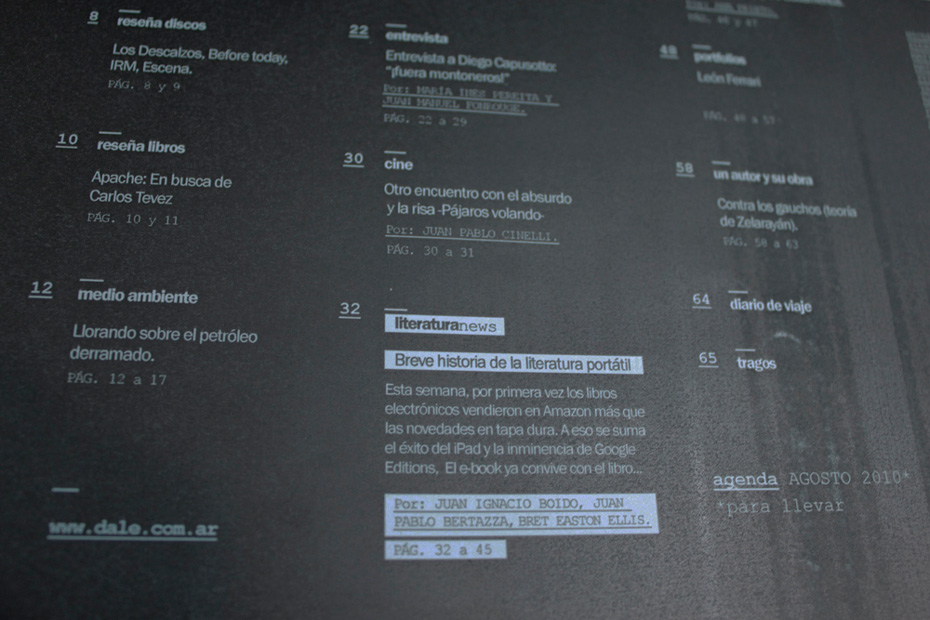 8 reseña discos
Los Descalzos, Before today,
IRM, Escena.
PÁG. 8 y 9
10 reseña libros
Apache: En busca de
Carlos Tevez
PÁG. 10 y 11
12 medio ambiente
Llorando sobre el petróleo
derramado.
PÁG. 12 a 17
www.dale.com.ar
22 entrevista
Entrevista a Diego Capusotto:
"¡fuera montoneros!"
Por: MARÍA INÉS PEREYRA Y
JUAN MANUEL FONROUGE.
PÁG. 22 a 29
30 cine
Otro encuentro con el absurdo
y la risa -Pájaros volando-
Por: JUAN PABLO CINELLI.
PÁG. 30 a 31
32 literaturanews
Breve historia de la literatura portátil
Esta semana, por primera vez los libros
electrónicos vendieron en Amazon más que
las novedades en tapa dura. A eso se suma
el éxito del iPad y la inminencia de Google
Editions, El e-book ya convive con el libro...
Por: JUAN IGNACIO BOIDO, JUAN
PABLO BERTAZZA, BRET EASTON ELLIS.
PÁG. 32 a 45
PÁG. 46 y 47
48 portfolios
León Ferrari
PÁG. 48 a 57
58 un autor y su obra
Contra los gauchos (teoría
de Zelarayán).
PÁG. 58 a 63
64 diario de viaje
65 tragos
agenda AGOSTO 2010*
*para llevar